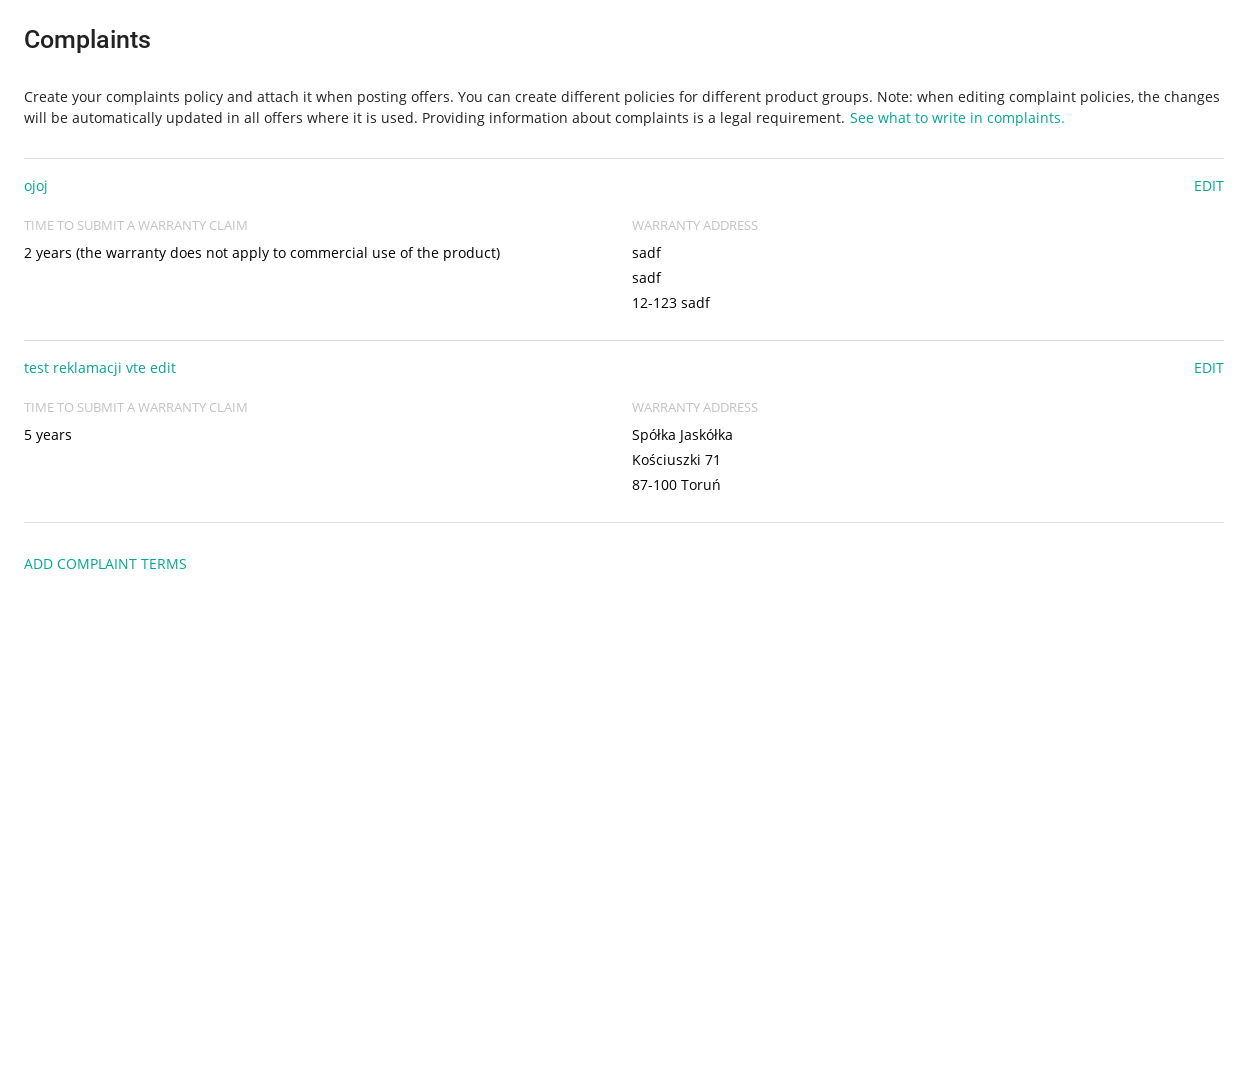 Complaints
Create your complaints policy and attach it when posting offers. You can create different policies for different product groups. Note: when editing complaint policies, the changes
will be automatically updated in all offers where it is used. Providing information about complaints is a legal requirement. See what to write in complaints.
ojoj
EDIT
TIME TO SUBMIT A WARRANTY CLAIM
2 years (the warranty does not apply to commercial use of the product)
WARRANTY ADDRESS
sadf
sadf
12-123 sadf
test reklamacji vte edit
EDIT
TIME TO SUBMIT A WARRANTY CLAIM
5 years
WARRANTY ADDRESS
Spółka Jaskółka
Kościuszki 71
87-100 Toruń
ADD COMPLAINT TERMS